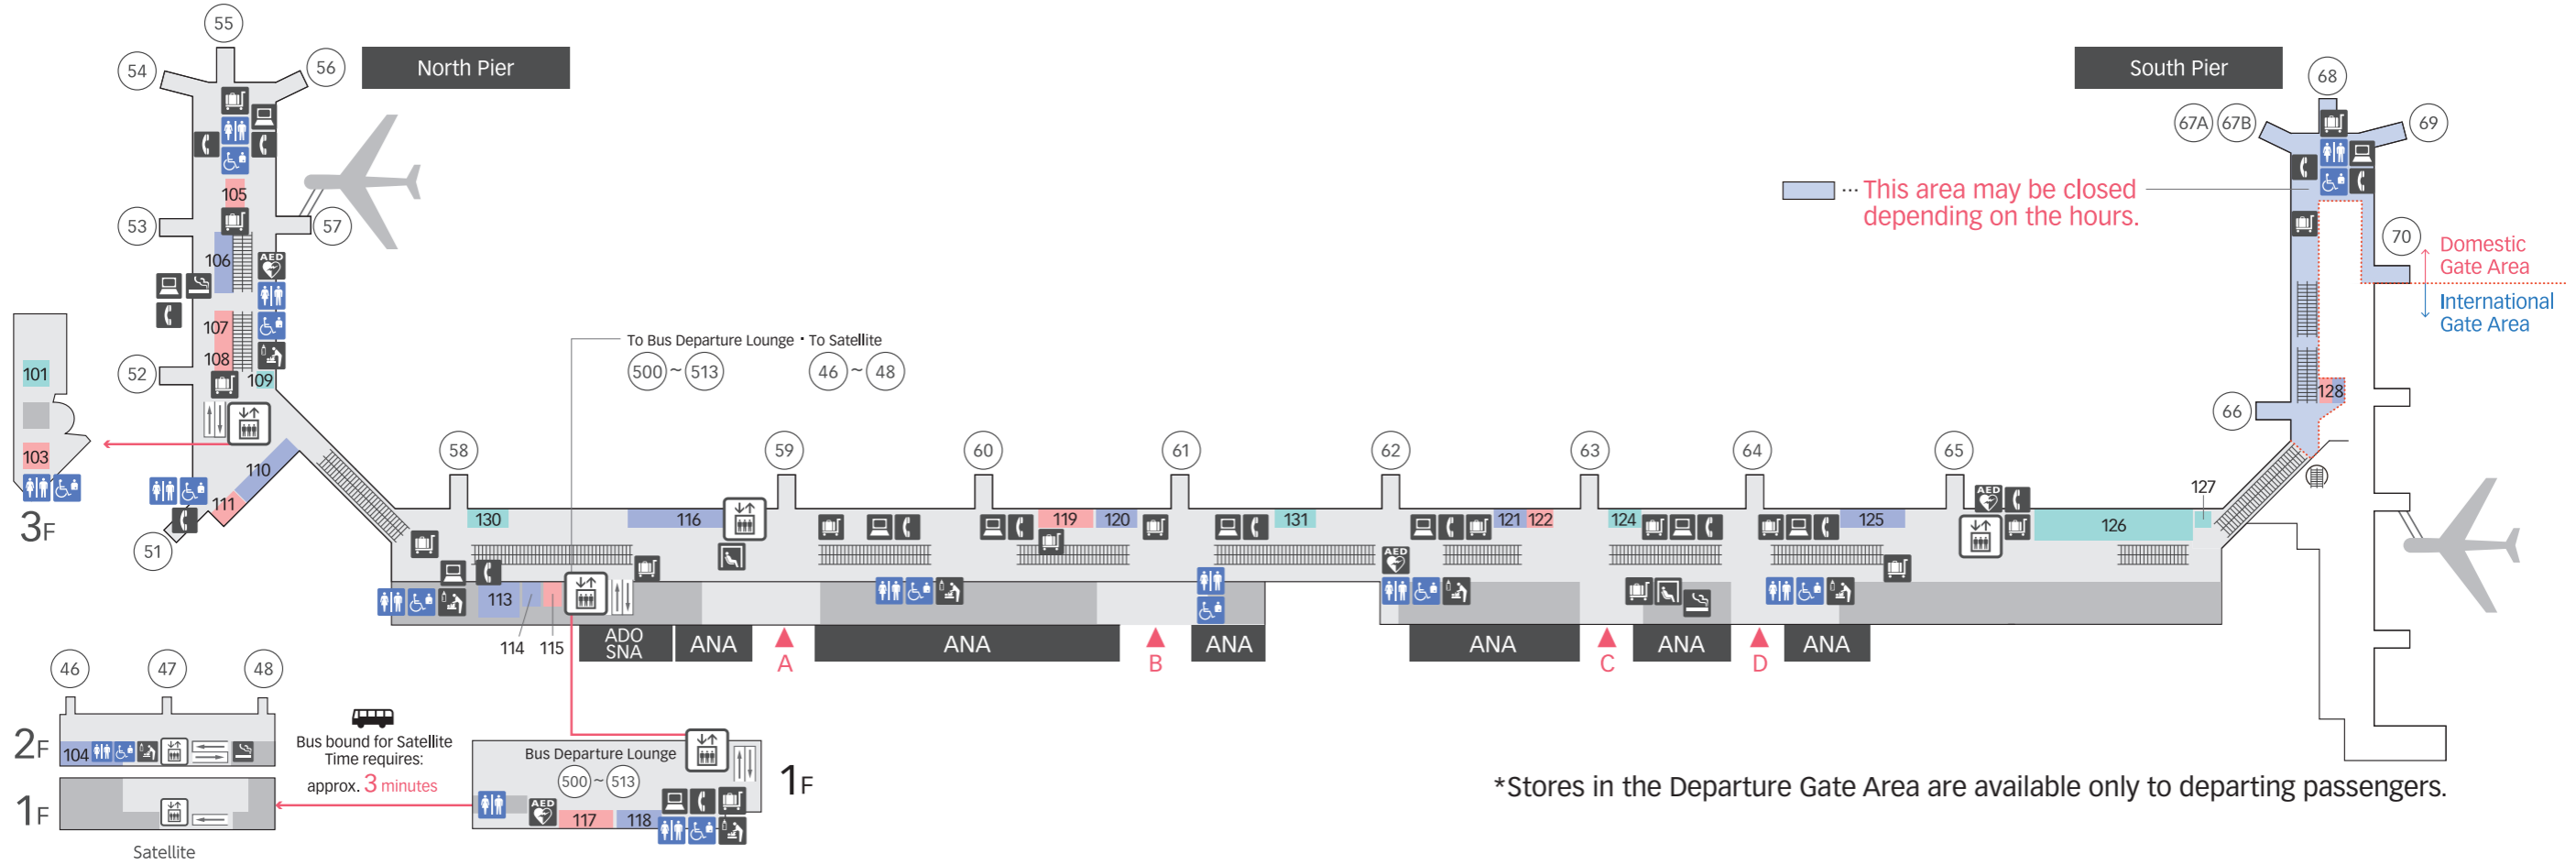 55
54
56
North Pier
South Pier
68
67A
67B
69
105
53
57
This area may be closed
depending on the hours.
70
Domestic
Gate Area
International
Gate Area
106
AED
107
108
109
52
101
103
3F
110
111
51
To Bus Departure Lounge・To Satellite
500 ~ 513
46 ~ 48
128
66
58
59
60
61
62
63
64
65
130
116
119
120
131
121
122
124
125
AED
126
127
AED
113
114
115
ADO
SNA
ANA
A
ANA
B
ANA
ANA
C
ANA
D
ANA
46
47
48
2F
104
1F
Satellite
Bus bound for Satellite
Time requires:
approx. 3 minutes
Bus Departure Lounge
500 ~ 513
AED
117
118
1F
*Stores in the Departure Gate Area are available only to departing passengers.